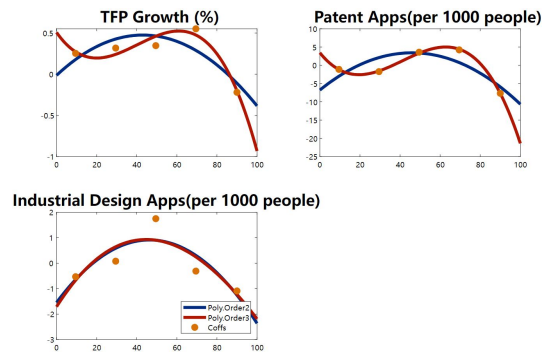 TFP Growth (%)
0.5
0
-0.5
-1
0 20 40 60 80 100
Patent Apps(per 1000 people)
10
5
0
-5
-10
-15
-20
-25
0 20 40 60 80 100
Industrial Design Apps(per 1000 people)
2
1
0
-1
-2
-3
0 20 40 60 80 100
Poly.Order2
Poly.Order3
Coffs